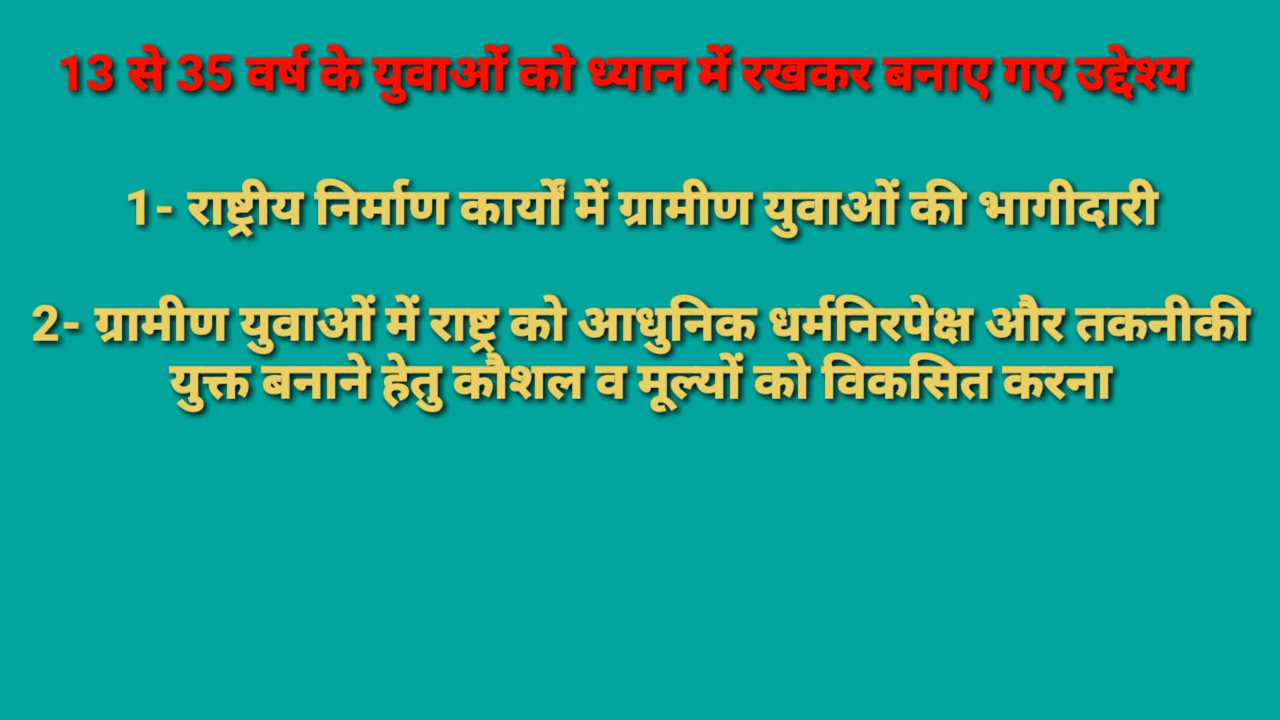 13 से 35 वर्ष के युवाओं को ध्यान में रखकर बनाए गए उद्देश्य
1- राष्ट्रीय निर्माण कार्यों में ग्रामीण युवाओं की भागीदारी
2- ग्रामीण युवाओं में राष्ट्र को आधुनिक धर्मनिरपेक्ष और तकनीकी
युक्त बनाने हेतु कौशल व मूल्यों को विकसित करना